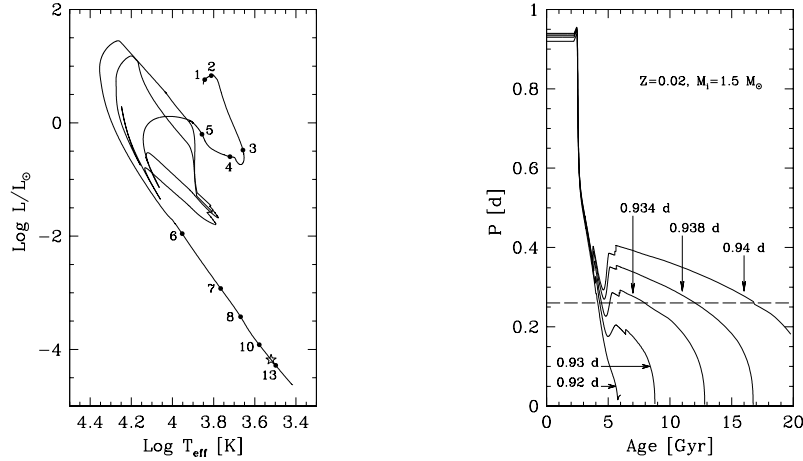 2
0
−2
−4
Log L/L☉
4.4 4.2 4 3.8 3.6 3.4
Log T_eff [K]
1
2
3
4
5
6
7
8
10
13
1
0.8
0.6
0.4
0.2
0
P [d]
0 5 10 15 20
Age [Gyr]
Z=0.02, M_i=1.5 M☉
0.934 d
0.938 d
0.94 d
0.93 d
0.92 d